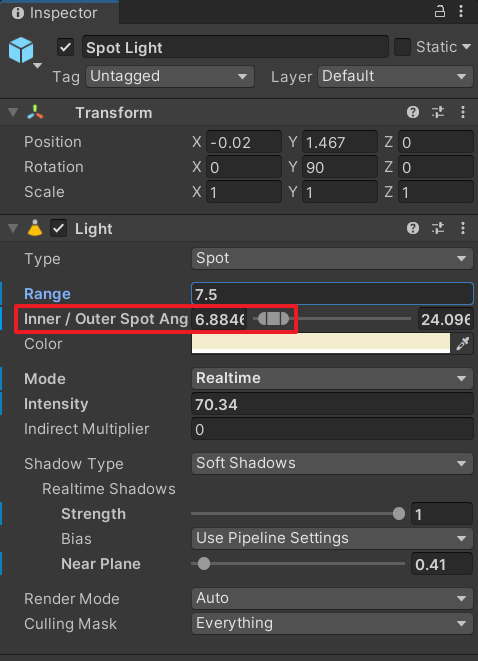 Inspector
Spot Light Static
Tag Untagged Layer Default
Transform
Position X -0.02 Y 1.467 Z 0
Rotation X 0 Y 90 Z 0
Scale X 1 Y 1 Z 1
Light
Type Spot
Range 7.5
Inner / Outer Spot Ang 6.8846 24.096
Color
Mode Realtime
Intensity 70.34
Indirect Multiplier 0
Shadow Type Soft Shadows
Realtime Shadows
Strength 1
Bias Use Pipeline Settings
Near Plane 0.41
Render Mode Auto
Culling Mask Everything